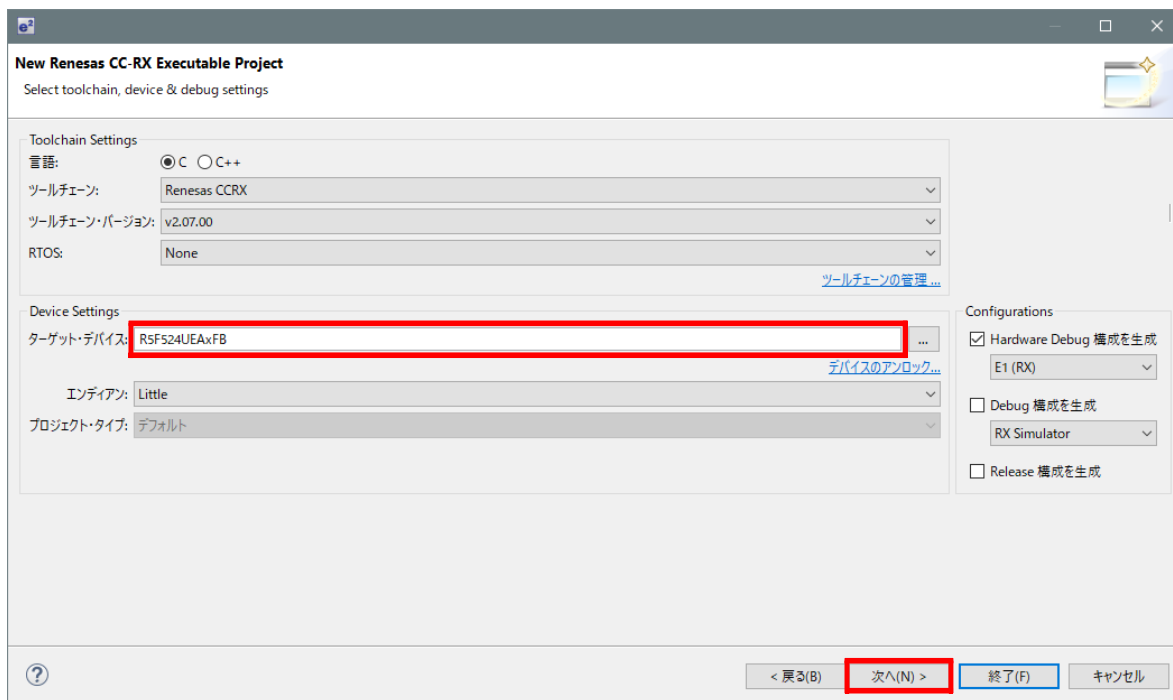 e²
New Renesas CC-RX Executable Project
Select toolchain, device & debug settings
Toolchain Settings
言語: C C++
ツールチェーン: Renesas CCRX
ツールチェーン・バージョン: v2.07.00
RTOS: None
ツールチェーンの管理 ...
Device Settings
ターゲット・デバイス: R5F524UEAxFB ...
デバイスのアンロック...
エンディアン: Little
プロジェクト・タイプ: デフォルト
Configurations
Hardware Debug 構成を生成
E1 (RX)
Debug 構成を生成
RX Simulator
Release 構成を生成
?
< 戻る(B) 次へ(N) > 終了(F) キャンセル